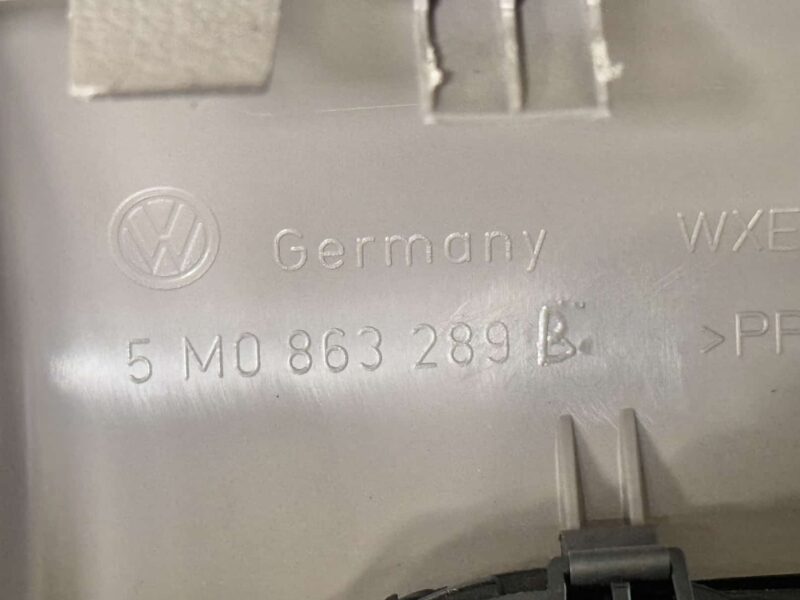 Germany WXE
5 M0 863 289 B. >PP